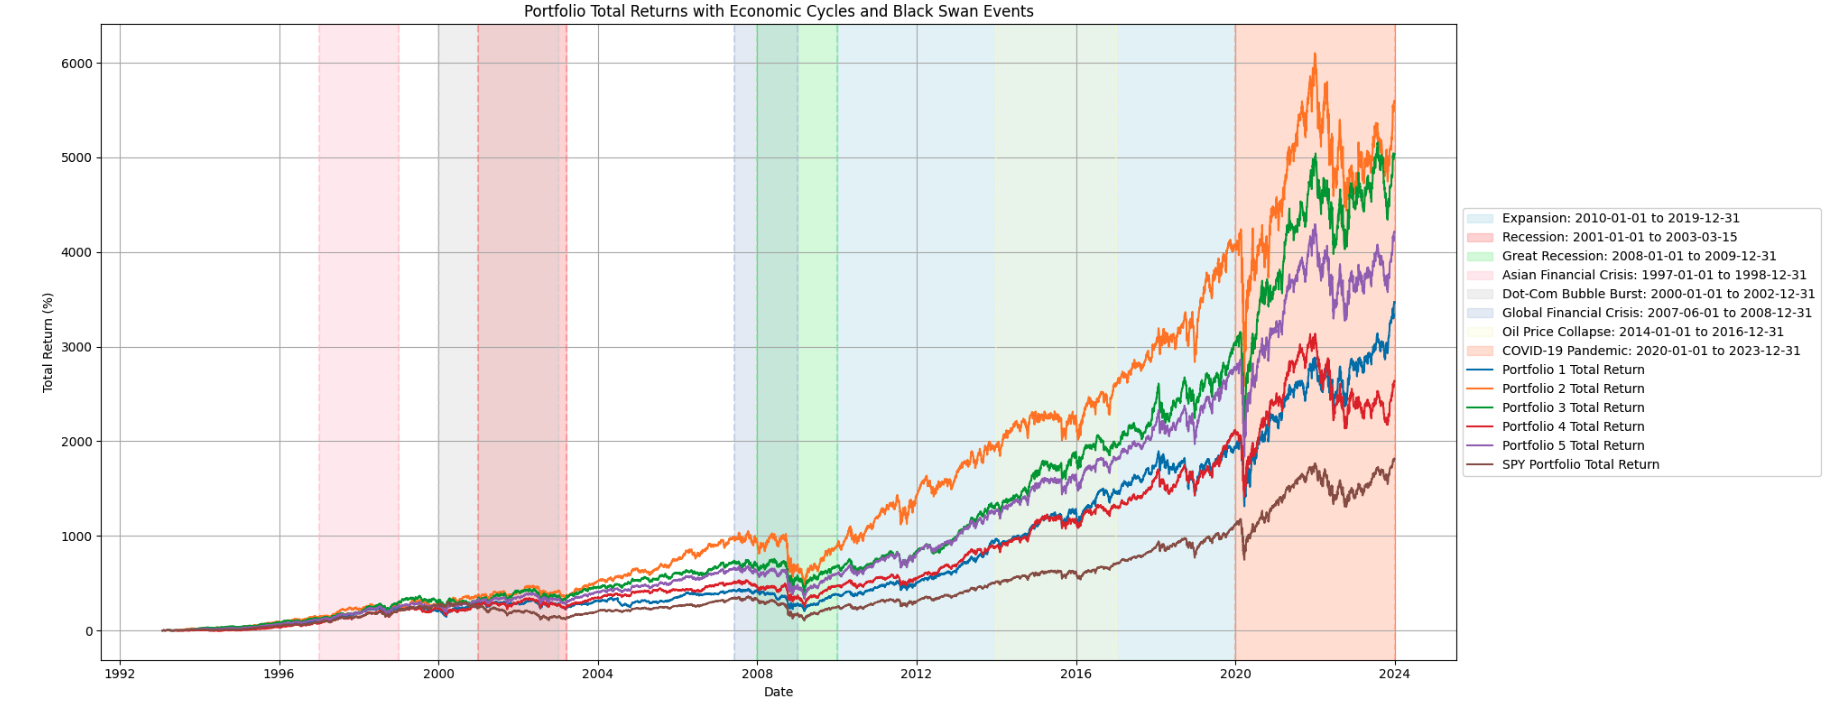 Portfolio Total Returns with Economic Cycles and Black Swan Events
Total Return (%)
6000
5000
4000
3000
2000
1000
0
1992
1996
2000
2004
2008
2012
2016
2020
2024
Date
Expansion: 2010-01-01 to 2019-12-31
Recession: 2001-01-01 to 2003-03-15
Great Recession: 2008-01-01 to 2009-12-31
Asian Financial Crisis: 1997-01-01 to 1998-12-31
Dot-Com Bubble Burst: 2000-01-01 to 2002-12-31
Global Financial Crisis: 2007-06-01 to 2008-12-31
Oil Price Collapse: 2014-01-01 to 2016-12-31
COVID-19 Pandemic: 2020-01-01 to 2023-12-31
Portfolio 1 Total Return
Portfolio 2 Total Return
Portfolio 3 Total Return
Portfolio 4 Total Return
Portfolio 5 Total Return
SPY Portfolio Total Return